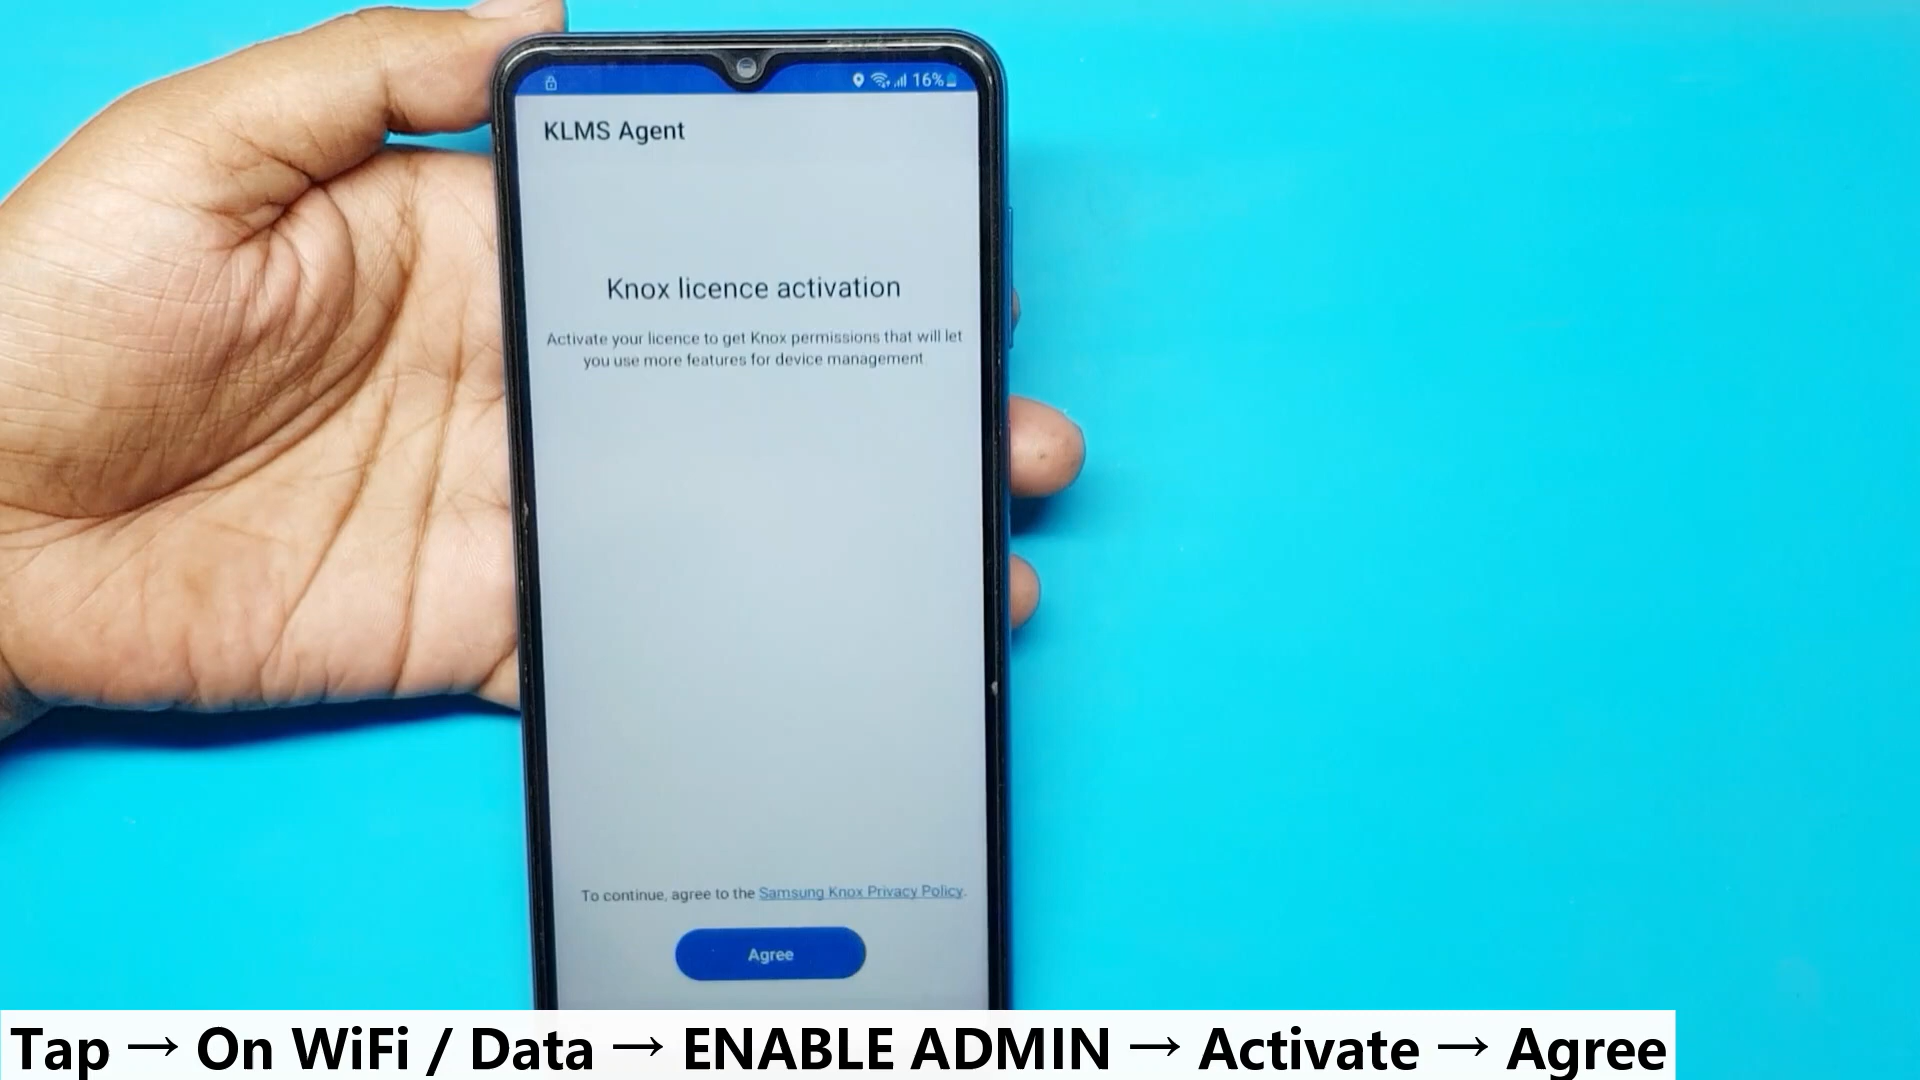 16%
KLMS Agent
Knox licence activation
Activate your licence to get Knox permissions that will let
you use more features for device management
To continue, agree to the Samsung Knox Privacy Policy.
Agree
Tap → On WiFi / Data → ENABLE ADMIN → Activate → Agree